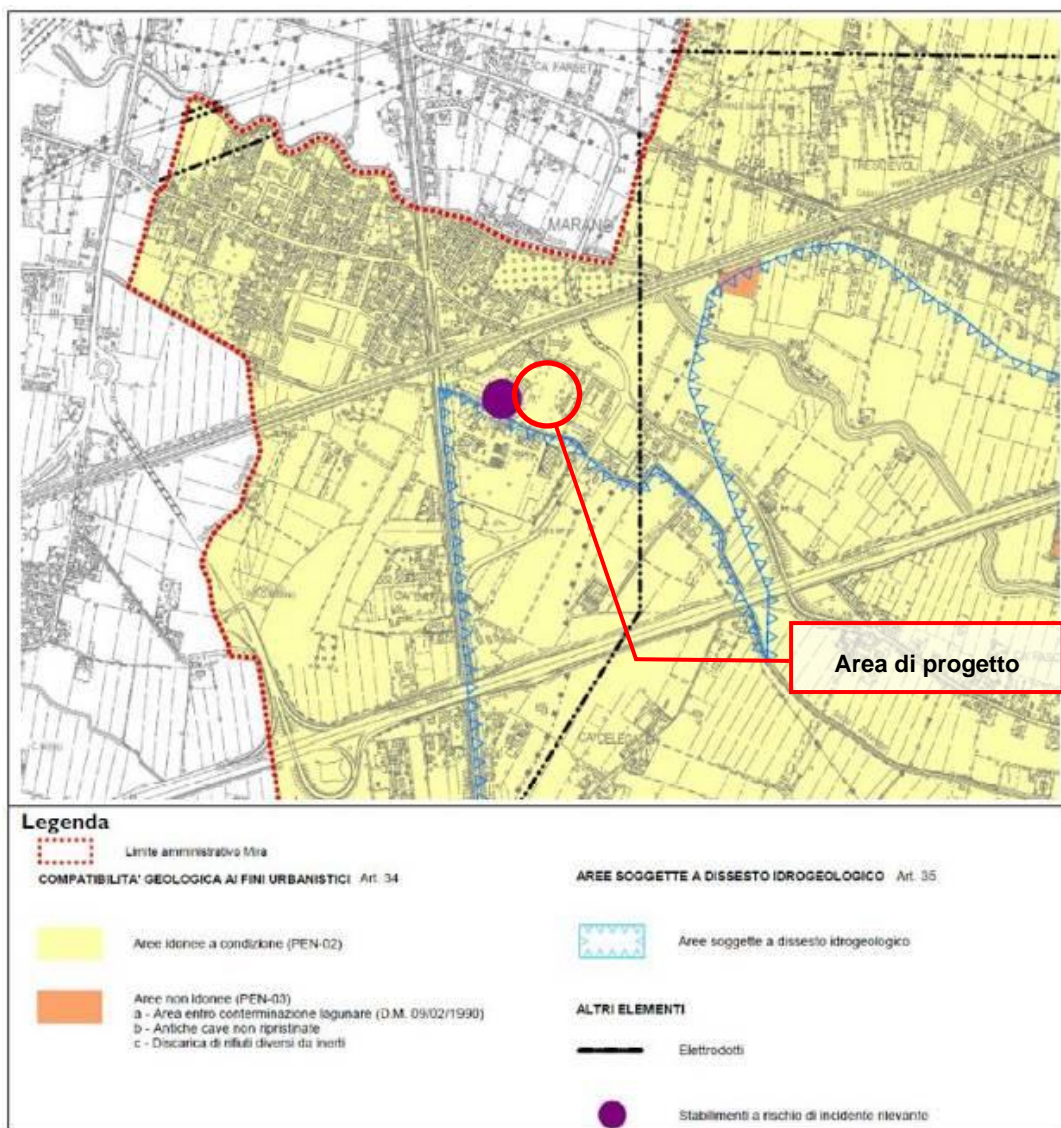 CA' FARSETTI
MARANO
Area di progetto
Legenda
Limite amministrativo Mira
COMPATIBILITA' GEOLOGICA AI FINI URBANISTICI Art. 34
Aree idonee a condizione (PEN-02)
Aree non idonee (PEN-03)
a - Area entro conterminazione lagunare (D.M. 09/02/1990)
b - Antiche cave non ripristinate
c - Discarica di rifiuti diversi da inerti
AREE SOGGETTE A DISSESTO IDROGEOLOGICO Art. 35
Aree soggette a dissesto idrogeologico
ALTRI ELEMENTI
Elettrodotti
Stabilimenti a rischio di incidente rilevante